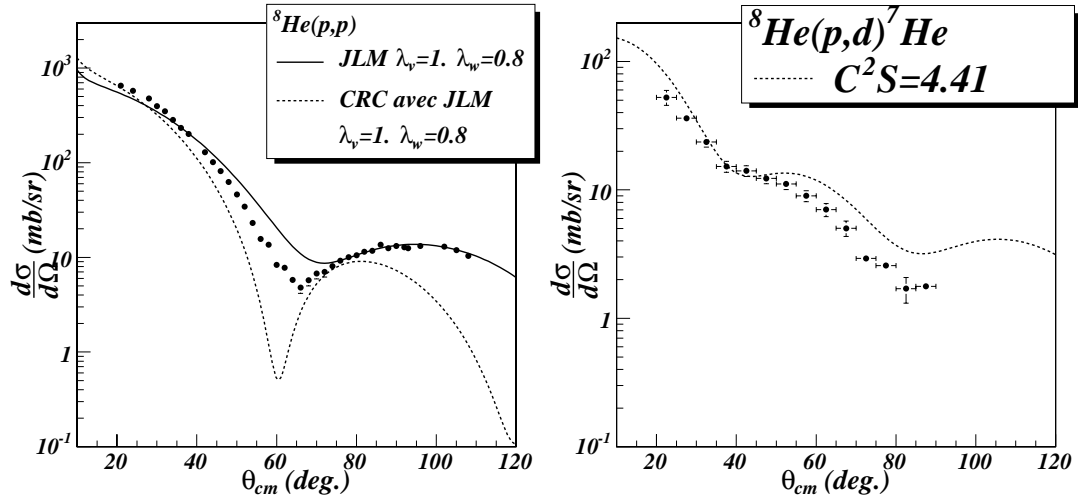 ⁸He(p,p)
JLM λv=1. λw=0.8
CRC avec JLM
λv=1. λw=0.8
10³
10²
10
1
10⁻¹
dσ/dΩ (mb/sr)
20 40 60 80 100 120
θcm (deg.)
⁸He(p,d)⁷He
C²S=4.41
10²
10
1
10⁻¹
dσ/dΩ (mb/sr)
20 40 60 80 100 120
θcm (deg.)